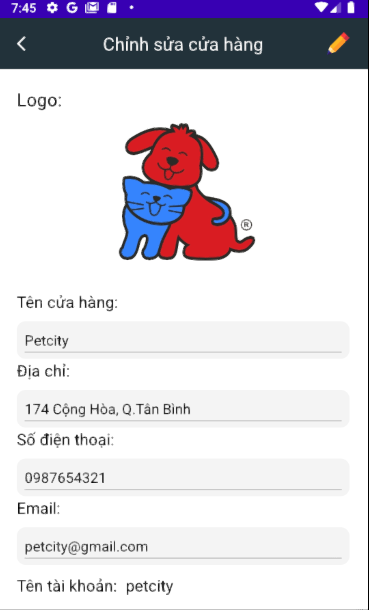 7:45
Chỉnh sửa cửa hàng
Logo:
®
Tên cửa hàng:
Petcity
Địa chỉ:
174 Cộng Hòa, Q.Tân Bình
Số điện thoại:
0987654321
Email:
petcity@gmail.com
Tên tài khoản: petcity